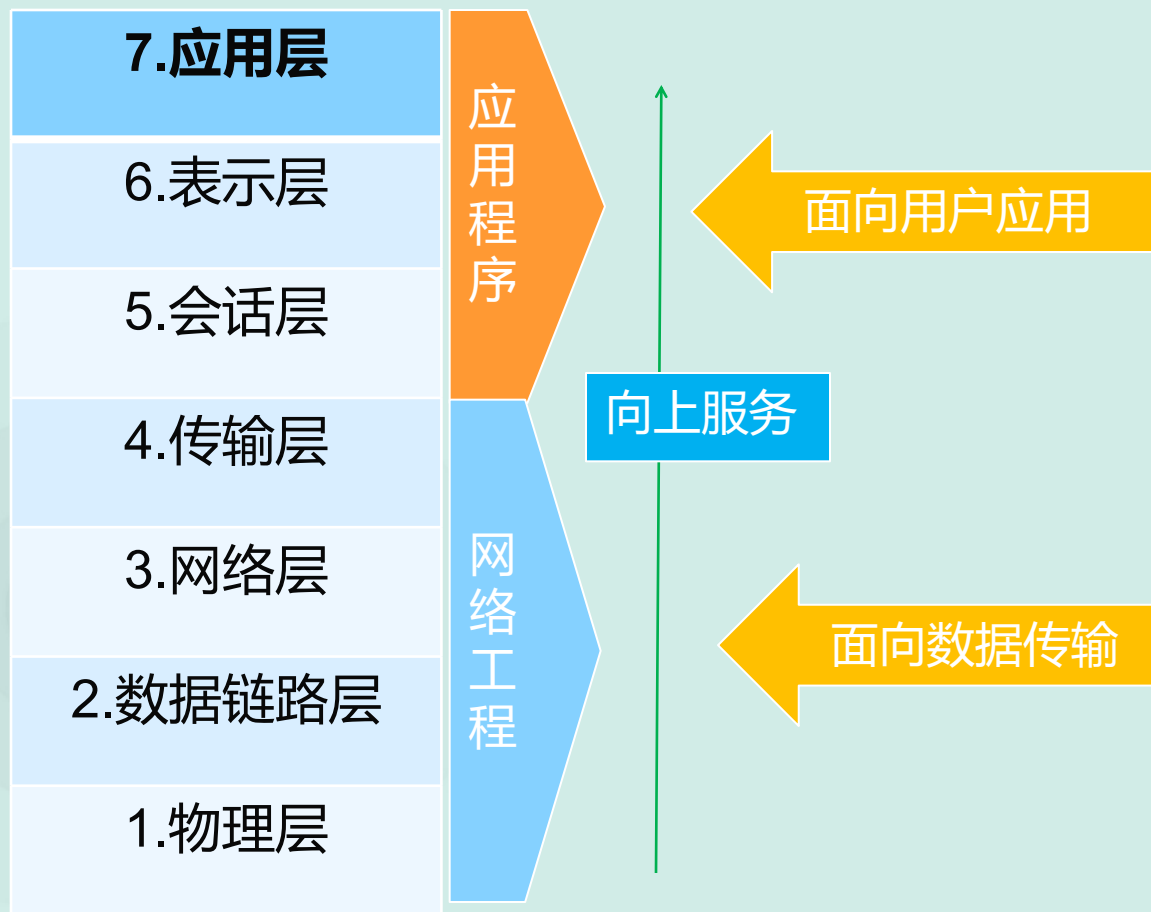 7.应用层
6.表示层
5.会话层
4.传输层
3.网络层
2.数据链路层
1.物理层
应用程序
网络工程
向上服务
面向用户应用
面向数据传输